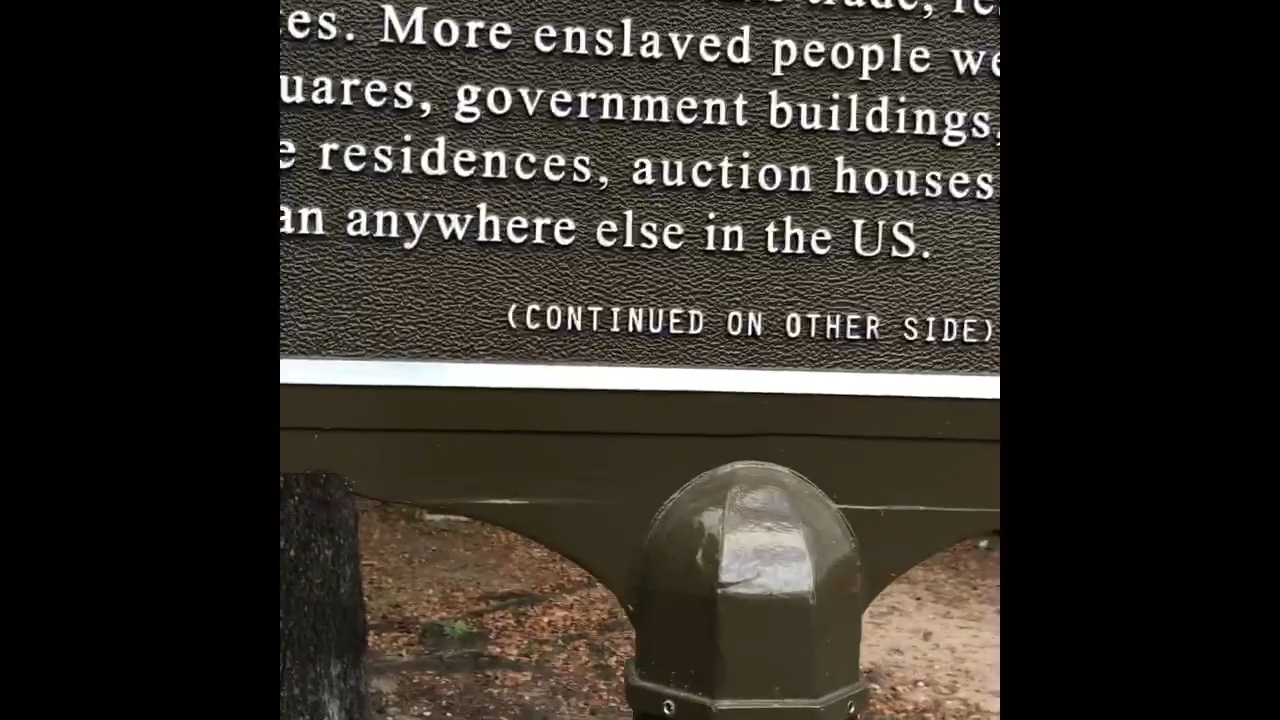 trade,
es. More enslaved people we
uares, government buildings,
e residences, auction houses
an anywhere else in the US.
(CONTINUED ON OTHER SIDE)